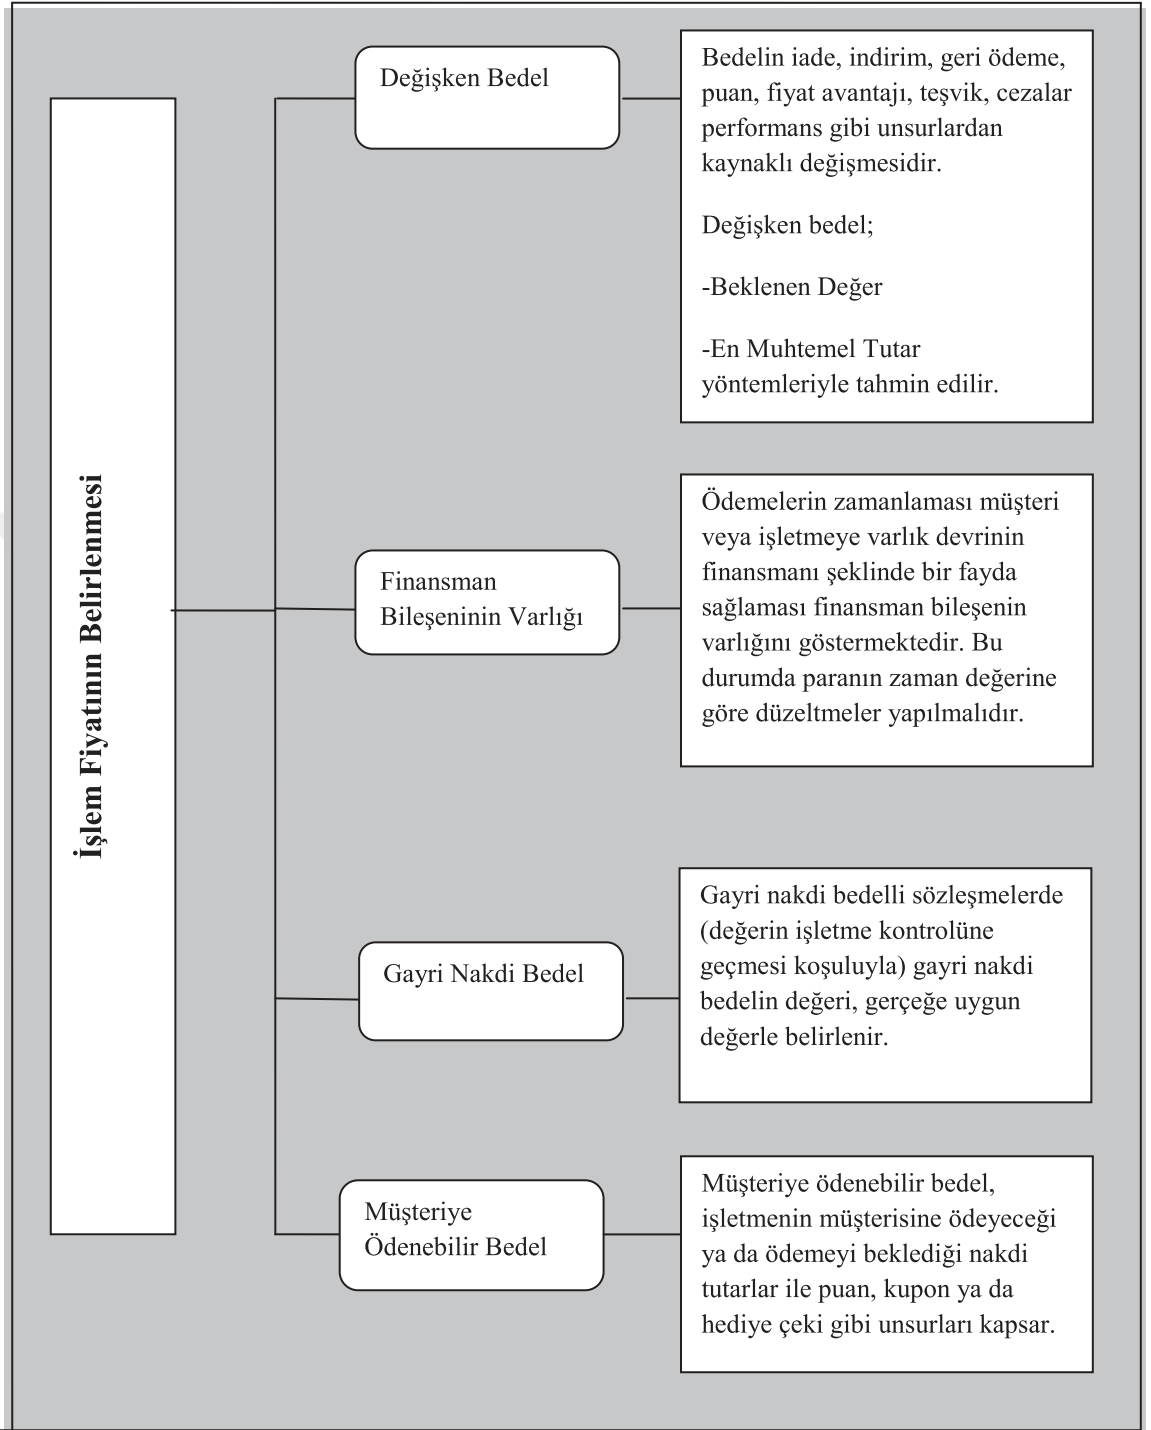 İşlem Fiyatının Belirlenmesi
Değişken Bedel
Bedelin iade, indirim, geri ödeme,
puan, fiyat avantajı, teşvik, cezalar
performans gibi unsurlardan
kaynaklı değişmesidir.
Değişken bedel;
-Beklenen Değer
-En Muhtemel Tutar
yöntemleriyle tahmin edilir.
Finansman
Bileşeninin Varlığı
Ödemelerin zamanlaması müşteri
veya işletmeye varlık devrinin
finansmanı şeklinde bir fayda
sağlaması finansman bileşenin
varlığını göstermektedir. Bu
durumda paranın zaman değerine
göre düzeltmeler yapılmalıdır.
Gayri Nakdi Bedel
Gayri nakdi bedelli sözleşmelerde
(değerin işletme kontrolüne
geçmesi koşuluyla) gayri nakdi
bedelin değeri, gerçeğe uygun
değerle belirlenir.
Müşteriye
Ödenebilir Bedel
Müşteriye ödenebilir bedel,
işletmenin müşterisine ödeyeceği
ya da ödemeyi beklediği nakdi
tutarlar ile puan, kupon ya da
hediye çeki gibi unsurları kapsar.